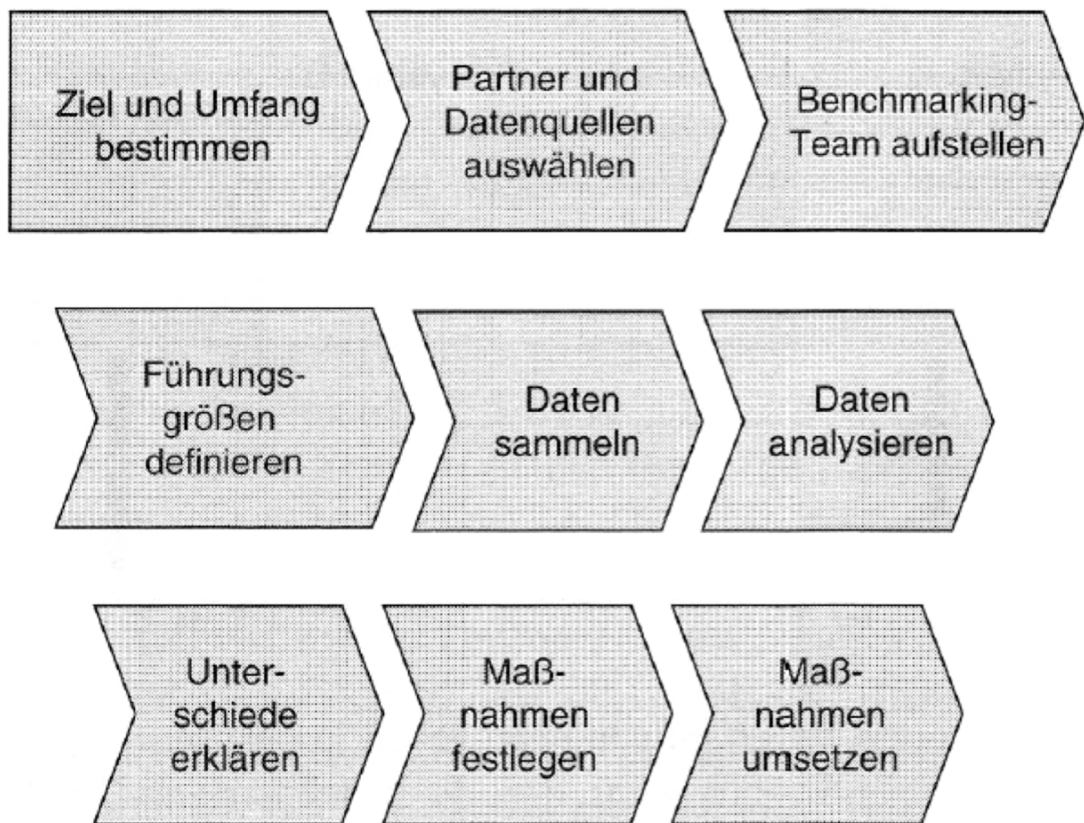 Ziel und Umfang
bestimmen
Partner und
Datenquellen
auswählen
Benchmarking-
Team aufstellen
Führungs-
größen
definieren
Daten
sammeln
Daten
analysieren
Unter-
schiede
erklären
Maß-
nahmen
festlegen
Maß-
nahmen
umsetzen